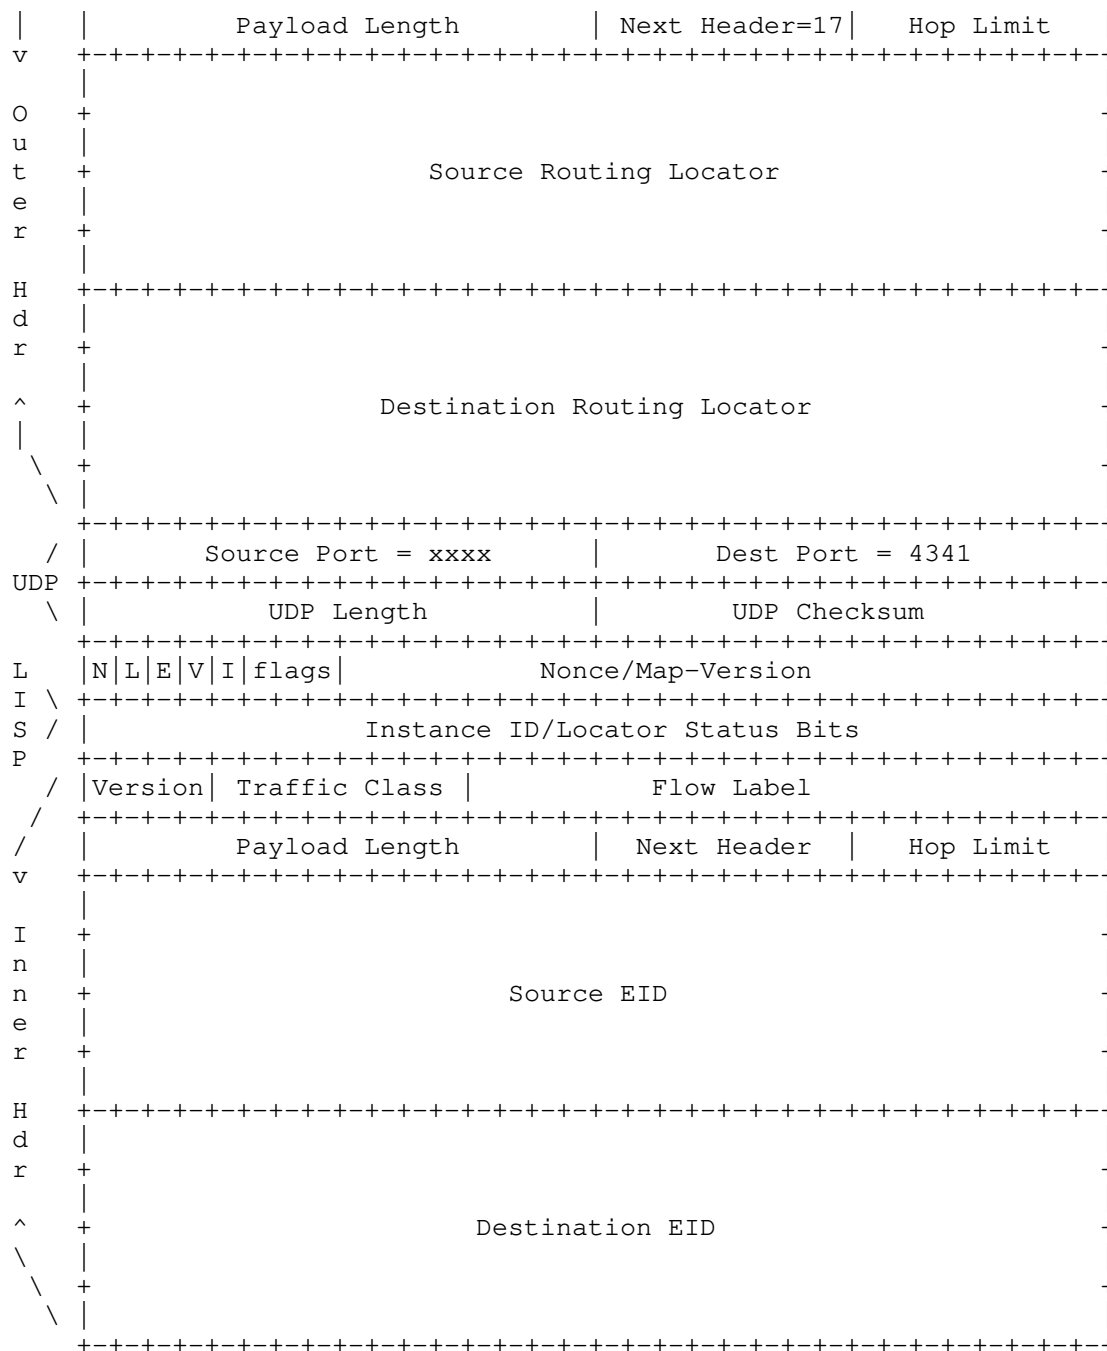 |   |         Payload Length        | Next Header=17|   Hop Limit
v   +-+-+-+-+-+-+-+-+-+-+-+-+-+-+-+-+-+-+-+-+-+-+-+-+-+-+-+-+-+-+-+-+-
    |
O   +                                                               -
u   |
t   +                     Source Routing Locator                    -
e   |
r   +                                                               -
    |
H   +-+-+-+-+-+-+-+-+-+-+-+-+-+-+-+-+-+-+-+-+-+-+-+-+-+-+-+-+-+-+-+-+-
d   |
r   +                                                               -
    |
^   +                  Destination Routing Locator                  -
|   |
 \  +                                                               -
  \ |
    +-+-+-+-+-+-+-+-+-+-+-+-+-+-+-+-+-+-+-+-+-+-+-+-+-+-+-+-+-+-+-+-+-
  / |       Source Port = xxxx      |       Dest Port = 4341
UDP +-+-+-+-+-+-+-+-+-+-+-+-+-+-+-+-+-+-+-+-+-+-+-+-+-+-+-+-+-+-+-+-+-
  \ |           UDP Length          |        UDP Checksum
    +-+-+-+-+-+-+-+-+-+-+-+-+-+-+-+-+-+-+-+-+-+-+-+-+-+-+-+-+-+-+-+-+-
L   |N|L|E|V|I|flags|            Nonce/Map-Version
I \ +-+-+-+-+-+-+-+-+-+-+-+-+-+-+-+-+-+-+-+-+-+-+-+-+-+-+-+-+-+-+-+-+-
S / |                 Instance ID/Locator Status Bits
P   +-+-+-+-+-+-+-+-+-+-+-+-+-+-+-+-+-+-+-+-+-+-+-+-+-+-+-+-+-+-+-+-+-
  / |Version| Traffic Class |           Flow Label
 /  +-+-+-+-+-+-+-+-+-+-+-+-+-+-+-+-+-+-+-+-+-+-+-+-+-+-+-+-+-+-+-+-+-
/   |         Payload Length        |  Next Header  |   Hop Limit
v   +-+-+-+-+-+-+-+-+-+-+-+-+-+-+-+-+-+-+-+-+-+-+-+-+-+-+-+-+-+-+-+-+-
    |
I   +                                                               -
n   |
n   +                          Source EID                           -
e   |
r   +                                                               -
    |
H   +-+-+-+-+-+-+-+-+-+-+-+-+-+-+-+-+-+-+-+-+-+-+-+-+-+-+-+-+-+-+-+-+-
d   |
r   +                                                               -
    |
^   +                        Destination EID                        -
\   |
 \  +                                                               -
  \ |
    +-+-+-+-+-+-+-+-+-+-+-+-+-+-+-+-+-+-+-+-+-+-+-+-+-+-+-+-+-+-+-+-+-